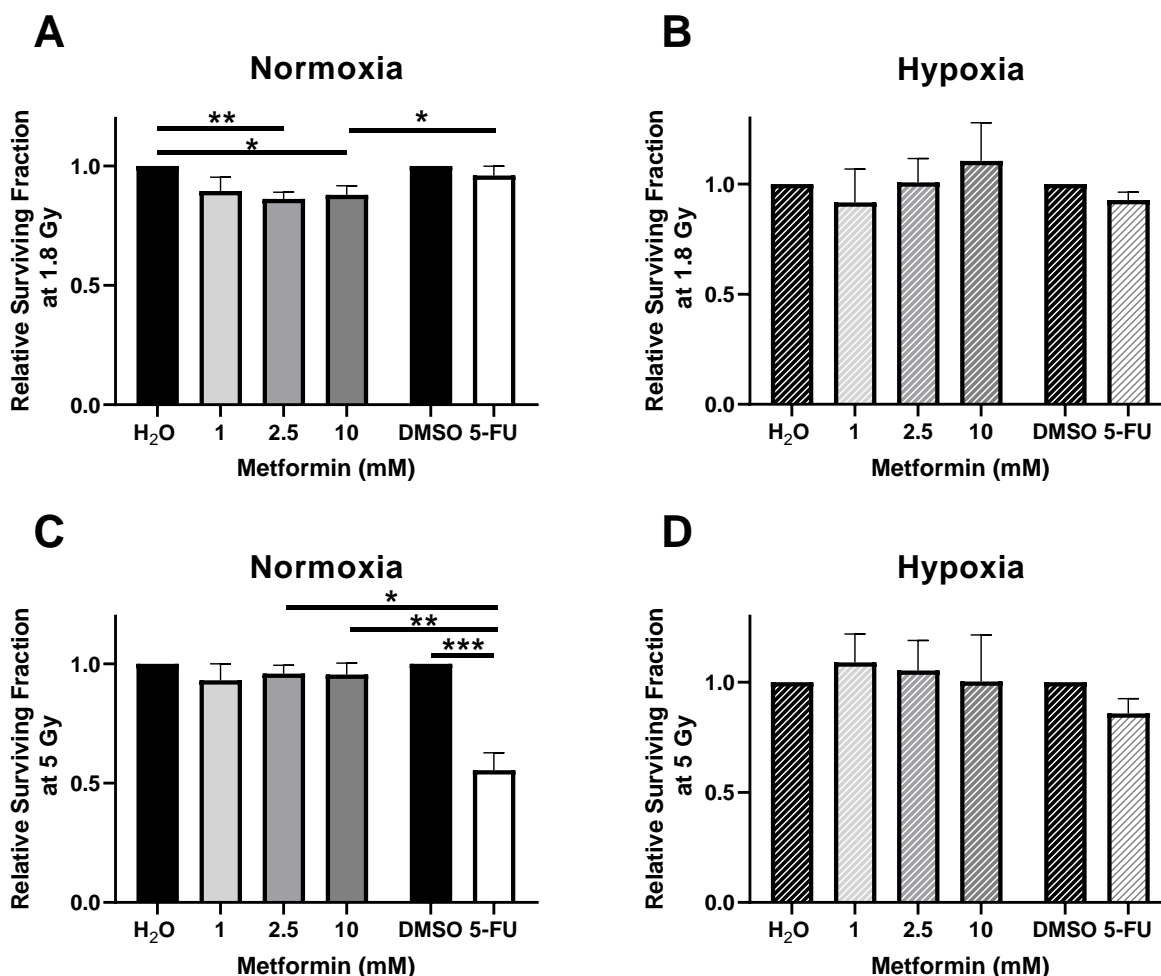 A
Normoxia
Relative Surviving Fraction
at 1.8 Gy
**
*
*
1.0
0.5
0.0
H₂O 1 2.5 10 DMSO 5-FU
Metformin (mM)
B
Hypoxia
Relative Surviving Fraction
at 1.8 Gy
1.0
0.5
0.0
H₂O 1 2.5 10 DMSO 5-FU
Metformin (mM)
C
Normoxia
Relative Surviving Fraction
at 5 Gy
*
**
***
1.0
0.5
0.0
H₂O 1 2.5 10 DMSO 5-FU
Metformin (mM)
D
Hypoxia
Relative Surviving Fraction
at 5 Gy
1.0
0.5
0.0
H₂O 1 2.5 10 DMSO 5-FU
Metformin (mM)